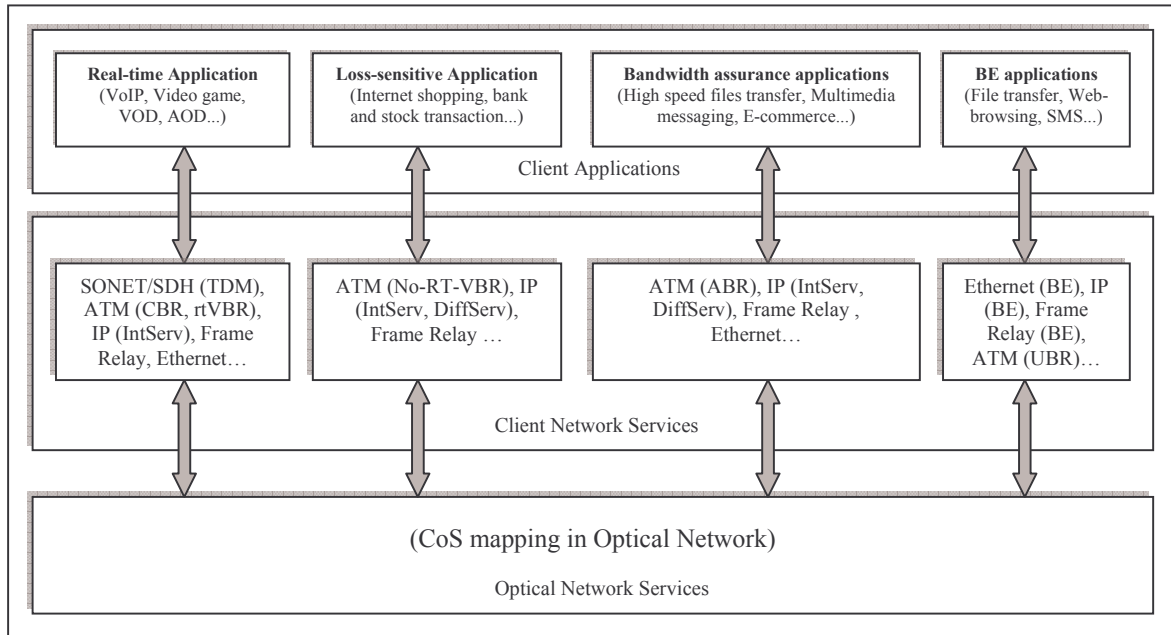 Real-time Application
(VoIP, Video game,
VOD, AOD...)
Loss-sensitive Application
(Internet shopping, bank
and stock transaction...)
Bandwidth assurance applications
(High speed files transfer, Multimedia
messaging, E-commerce...)
BE applications
(File transfer, Web-
browsing, SMS...)
Client Applications
SONET/SDH (TDM),
ATM (CBR, rtVBR),
IP (IntServ), Frame
Relay, Ethernet…
ATM (No-RT-VBR), IP
(IntServ, DiffServ),
Frame Relay …
ATM (ABR), IP (IntServ,
DiffServ), Frame Relay ,
Ethernet…
Ethernet (BE), IP
(BE), Frame
Relay (BE),
ATM (UBR)…
Client Network Services
(CoS mapping in Optical Network)
Optical Network Services